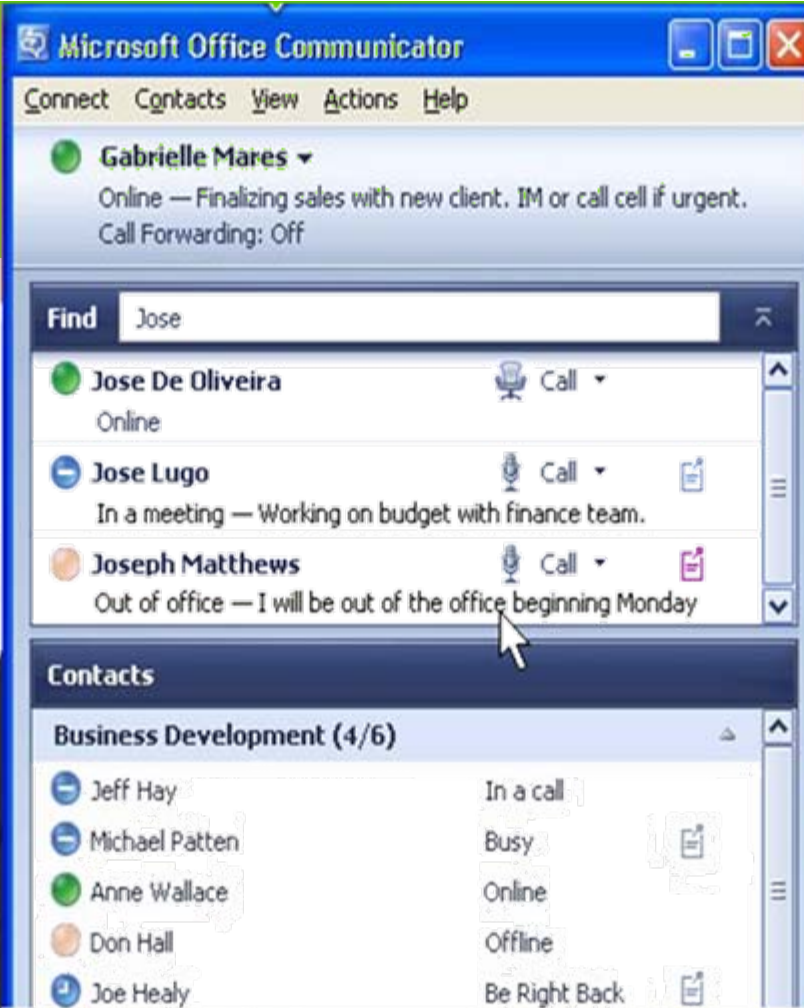 Microsoft Office Communicator
Connect Contacts View Actions Help
Gabrielle Mares
Online — Finalizing sales with new client. IM or call cell if urgent.
Call Forwarding: Off
Find Jose
Jose De Oliveira Call
Online
Jose Lugo Call
In a meeting — Working on budget with finance team.
Joseph Matthews Call
Out of office — I will be out of the office beginning Monday
Contacts
Business Development (4/6)
Jeff Hay In a call
Michael Patten Busy
Anne Wallace Online
Don Hall Offline
Joe Healy Be Right Back